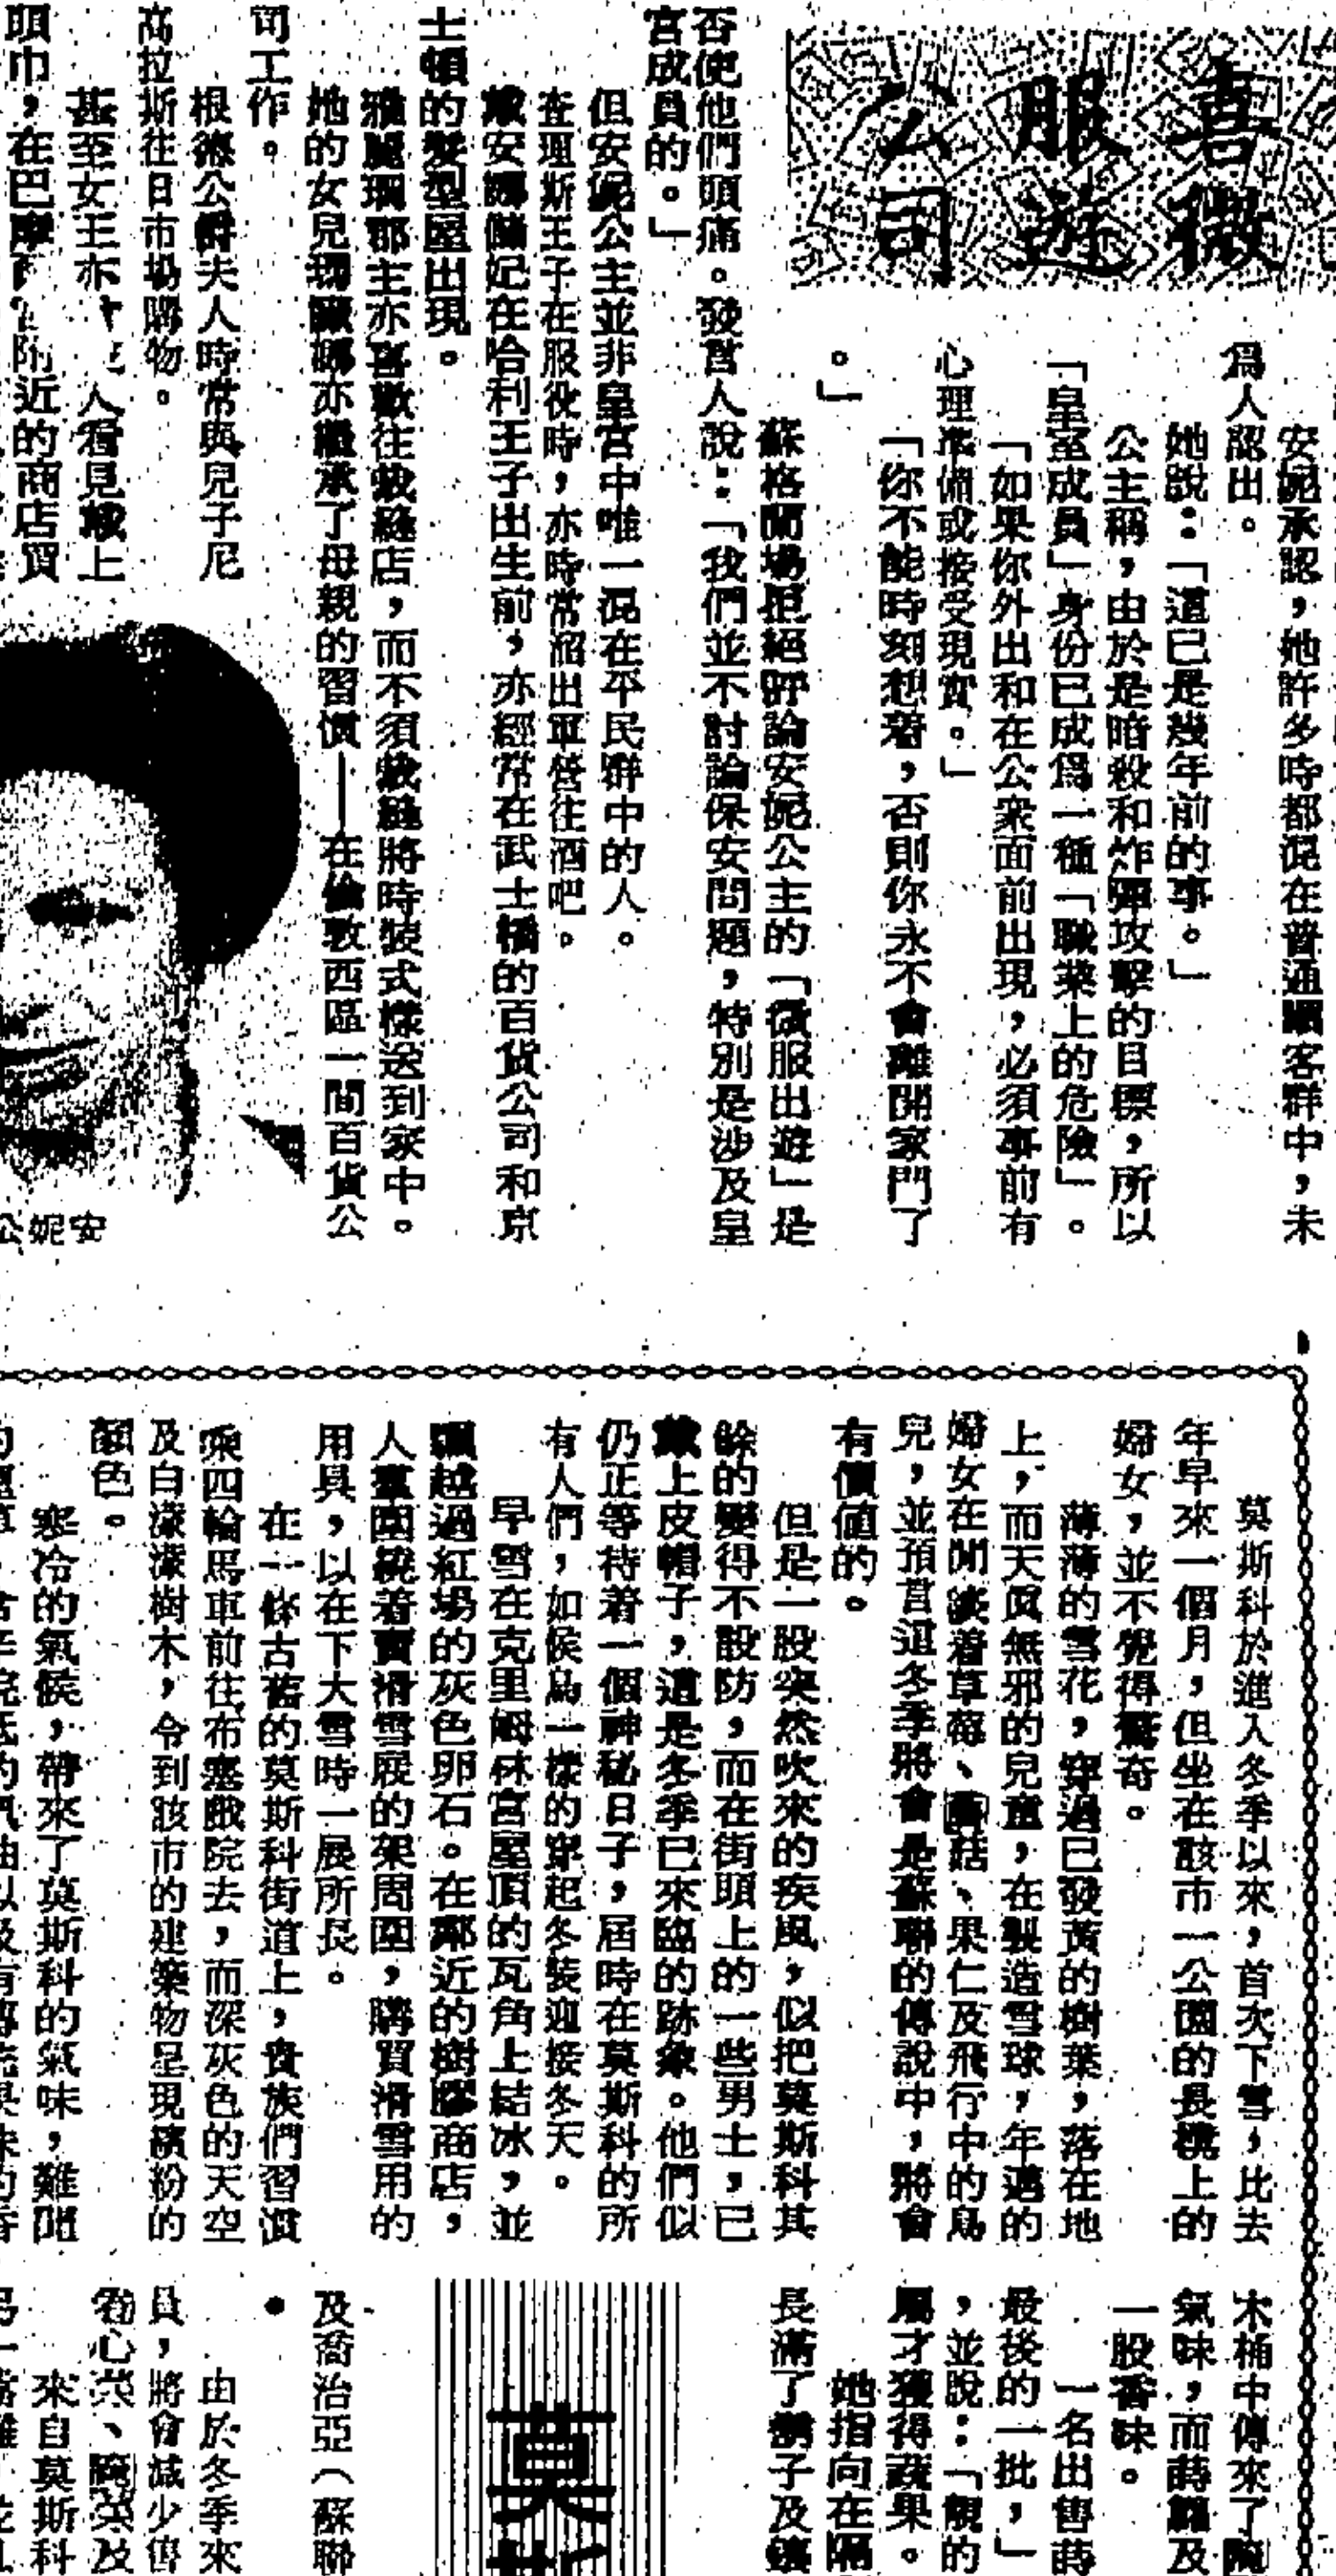 喜微
服遊
公司
安妮承認，她許多時都混在普通顧客群中，未
爲人認出。
她說：「這已是幾年前的事。」
公主稱，由於是暗殺和炸彈攻擊的目標，所以
「皇室成員」身份已成爲一種「職業上的危險」。
「如果你外出和在公衆面前出現，必須事前有
心理準備或接受現實。」
「你不能時刻想着，否則你永不會離開家門了
。」
蘇格蘭場拒絕評論安妮公主的「微服出遊」是
否使他們頭痛。發言人說：「我們並不討論保安問題，特別是涉及皇
宮成員的。」
但安妮公主並非皇宮中唯一混在平民群中的人。
查理斯王子在服役時，亦時常溜出軍營往酒吧。
戴安娜王妃在哈利王子出生前，亦經常在武士橋的百貨公司和京
士頓的髮型屋出現。
雅麗珊郡主亦喜歡往裁縫店，而不須裁縫將時裝式樣送到家中。
她的女兒瑪亦繼承了母親的習慣——在倫敦西區一間百貨公
司工作。
根德公爵夫人時常與兒子尼
高拉斯往日市場購物。
甚至女王亦人看見戴上
頭巾，在巴摩附近的商店買
安妮公
莫斯科於進入冬季以來，首次下雪，比去
年早來一個月，但坐在該市一公園的長櫈上的
婦女，並不覺得驚奇。
薄薄的雪花，穿過已發黃的樹葉，落在地
上，而天眞無邪的兒童，在製造雪球，年邁的
婦女在閒談着草莓、蘑菇、果仁及飛行中的鳥
兒，並預言這冬季將會是蘇聯的傳說中，將會
有價値的。
但是一股突然吹來的疾風，似把莫斯科其
餘的變得不設防，而在街頭上的一些男士，已
戴上皮帽子，這是冬季已來臨的跡象。他們似
仍正等待着一個神秘日子，屆時在莫斯科的所
有人們，如候鳥一樣的穿起冬裝迎接冬天。
早雪在克里姆林宮屋頂的瓦角上結冰，並
飄越過紅場的灰色卵石。在鄰近的樹膠商店，
人羣圍繞着賣滑雪屐的架周圍，購買滑雪用的
用具，以在下大雪時一展所長。
在一條古舊的莫斯科街道上，貴族們習慣
乘四輪馬車前往布塞餓院去，而深灰色的天空
及白濛濛樹木，令到該市的建築物呈現繽紛的
顏色。
寒冷的氣候，帶來了莫斯科的氣味，難聞
木桶中傳來了醃
氣味，而蒔蘿及
一股香味。
一名出售蒔
最後的一批，」
，並說：「親的
屬才獲得蔬果。
她指向在隔
長滿了鬍子及
莫斯
及喬治亞（蘇聯
由於冬季來
員，將會減少售
卷心菜、醃菜及
來自莫斯科